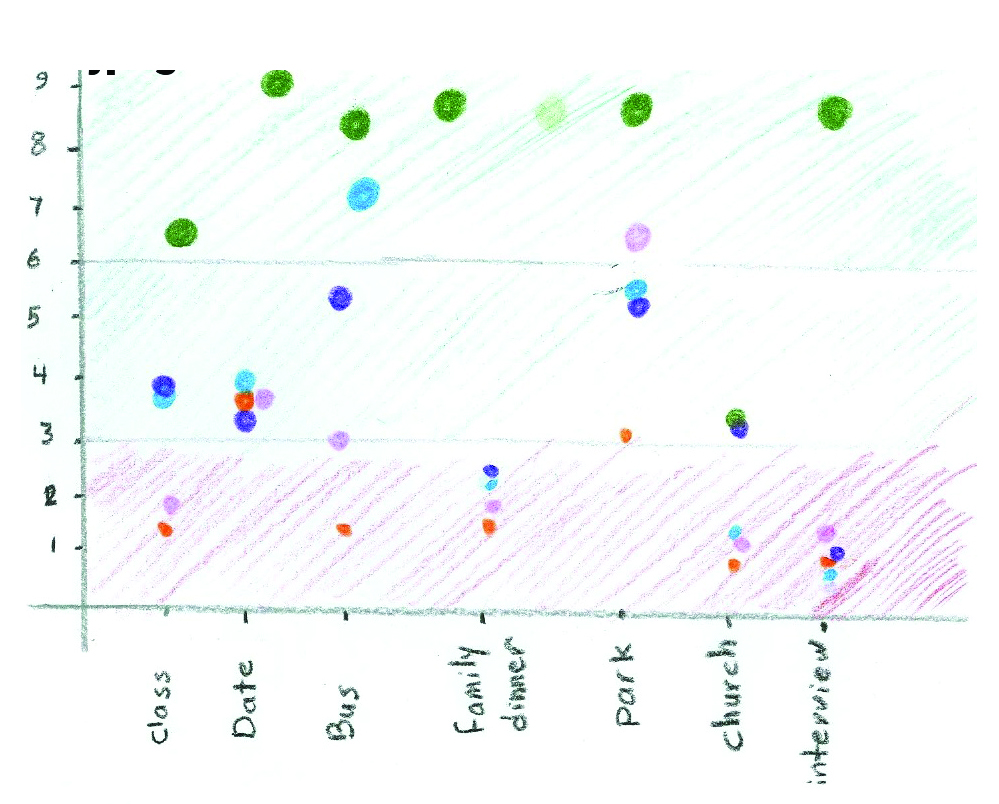 9
8
7
6
5
4
3
2
1
class
Date
Bus
Family
dinner
park
church
interview